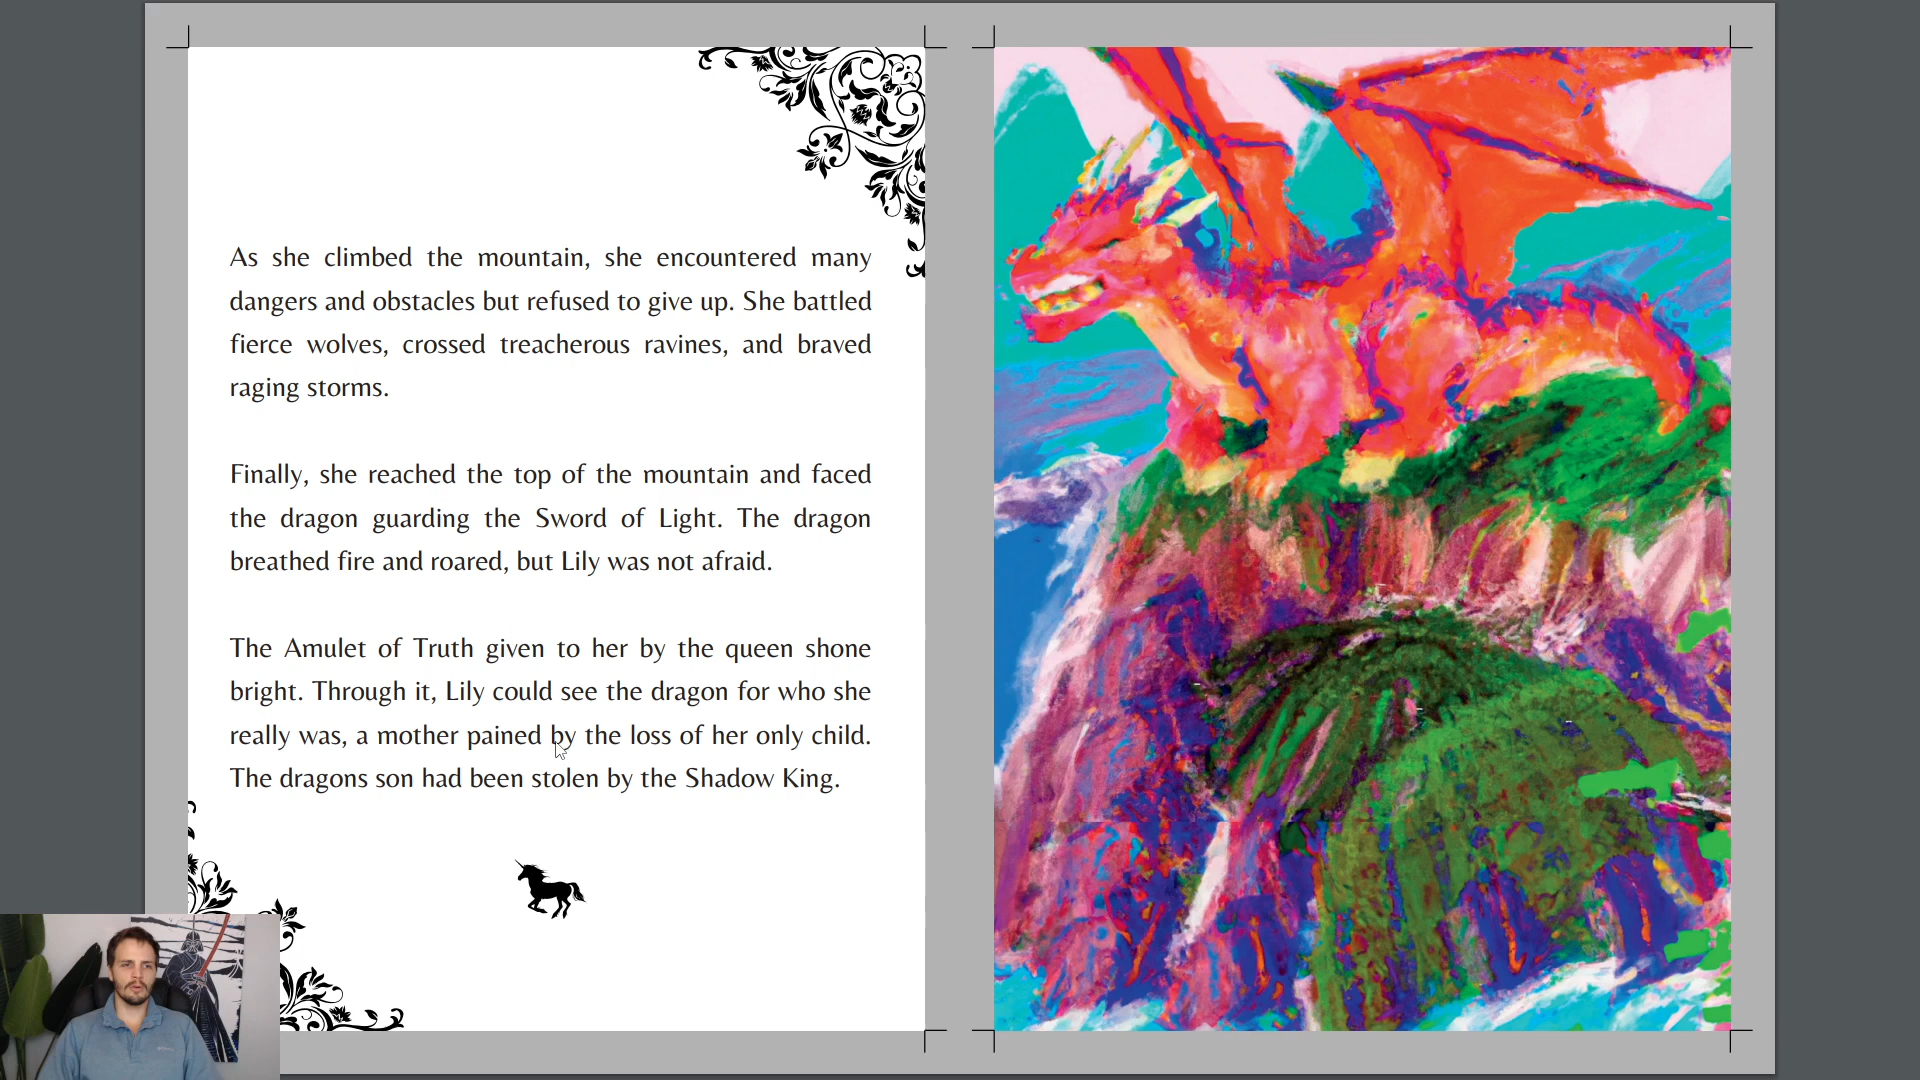 As she climbed the mountain, she encountered many
dangers and obstacles but refused to give up. She battled
fierce wolves, crossed treacherous ravines, and braved
raging storms.
Finally, she reached the top of the mountain and faced
the dragon guarding the Sword of Light. The dragon
breathed fire and roared, but Lily was not afraid.
The Amulet of Truth given to her by the queen shone
bright. Through it, Lily could see the dragon for who she
really was, a mother pained by the loss of her only child.
The dragons son had been stolen by the Shadow King.